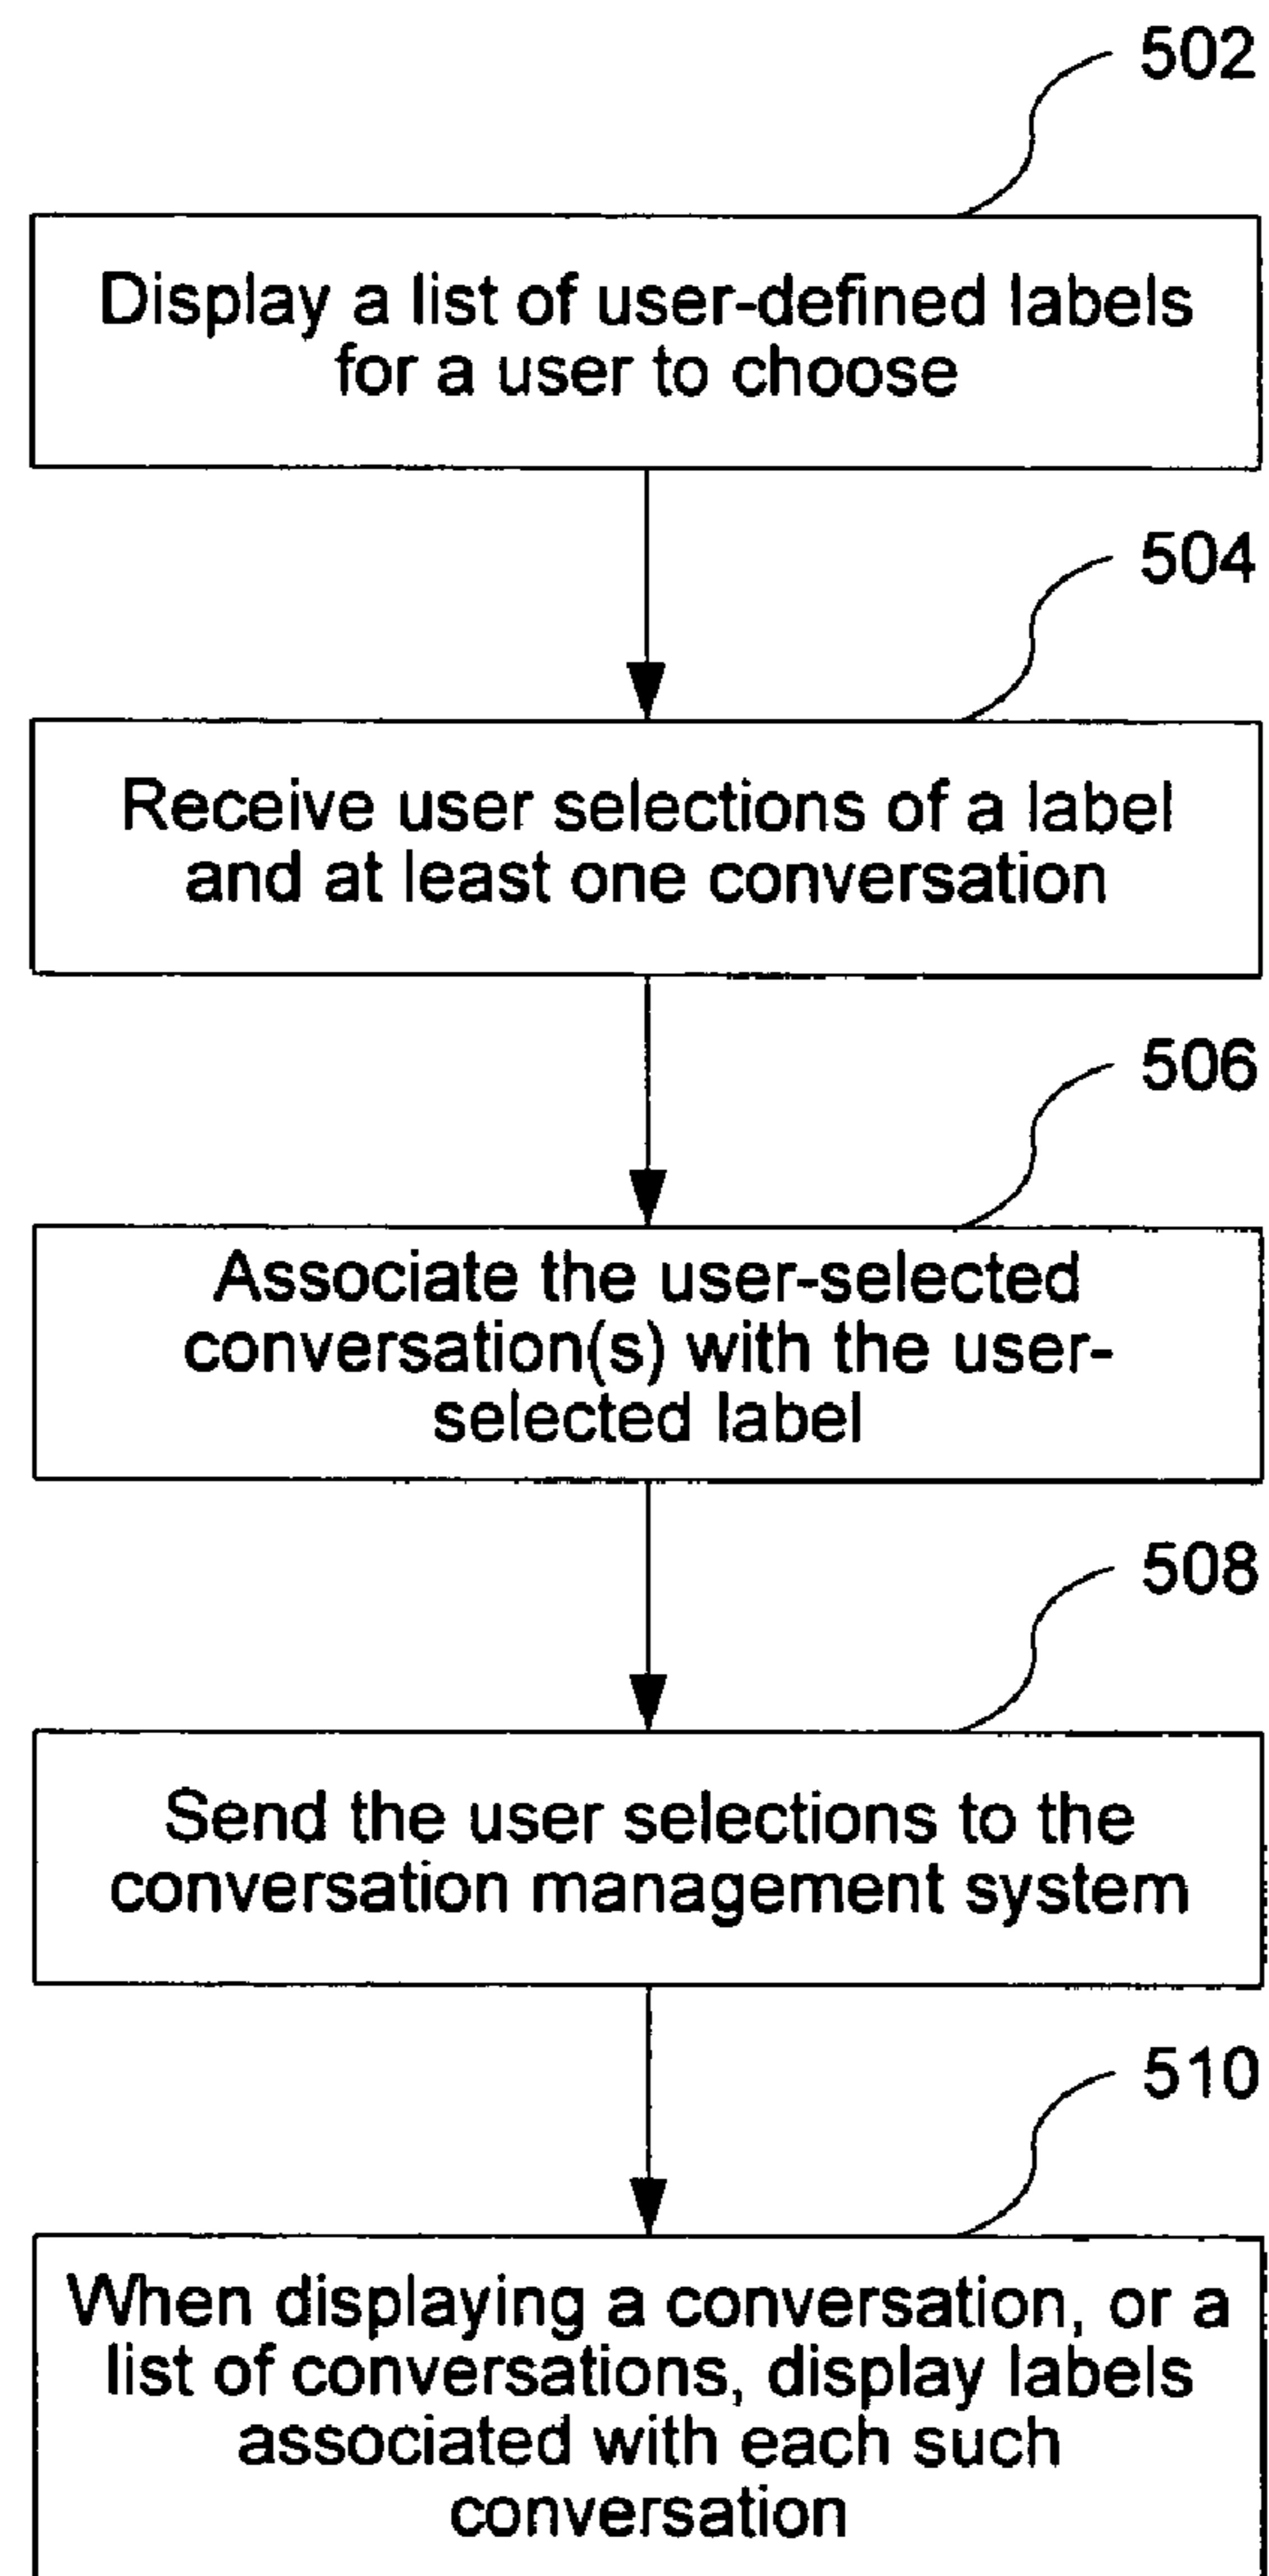 502
Display a list of user-defined labels
for a user to choose
504
Receive user selections of a label
and at least one conversation
506
Associate the user-selected
conversation(s) with the user-
selected label
508
Send the user selections to the
conversation management system
510
When displaying a conversation, or a
list of conversations, display labels
associated with each such
conversation